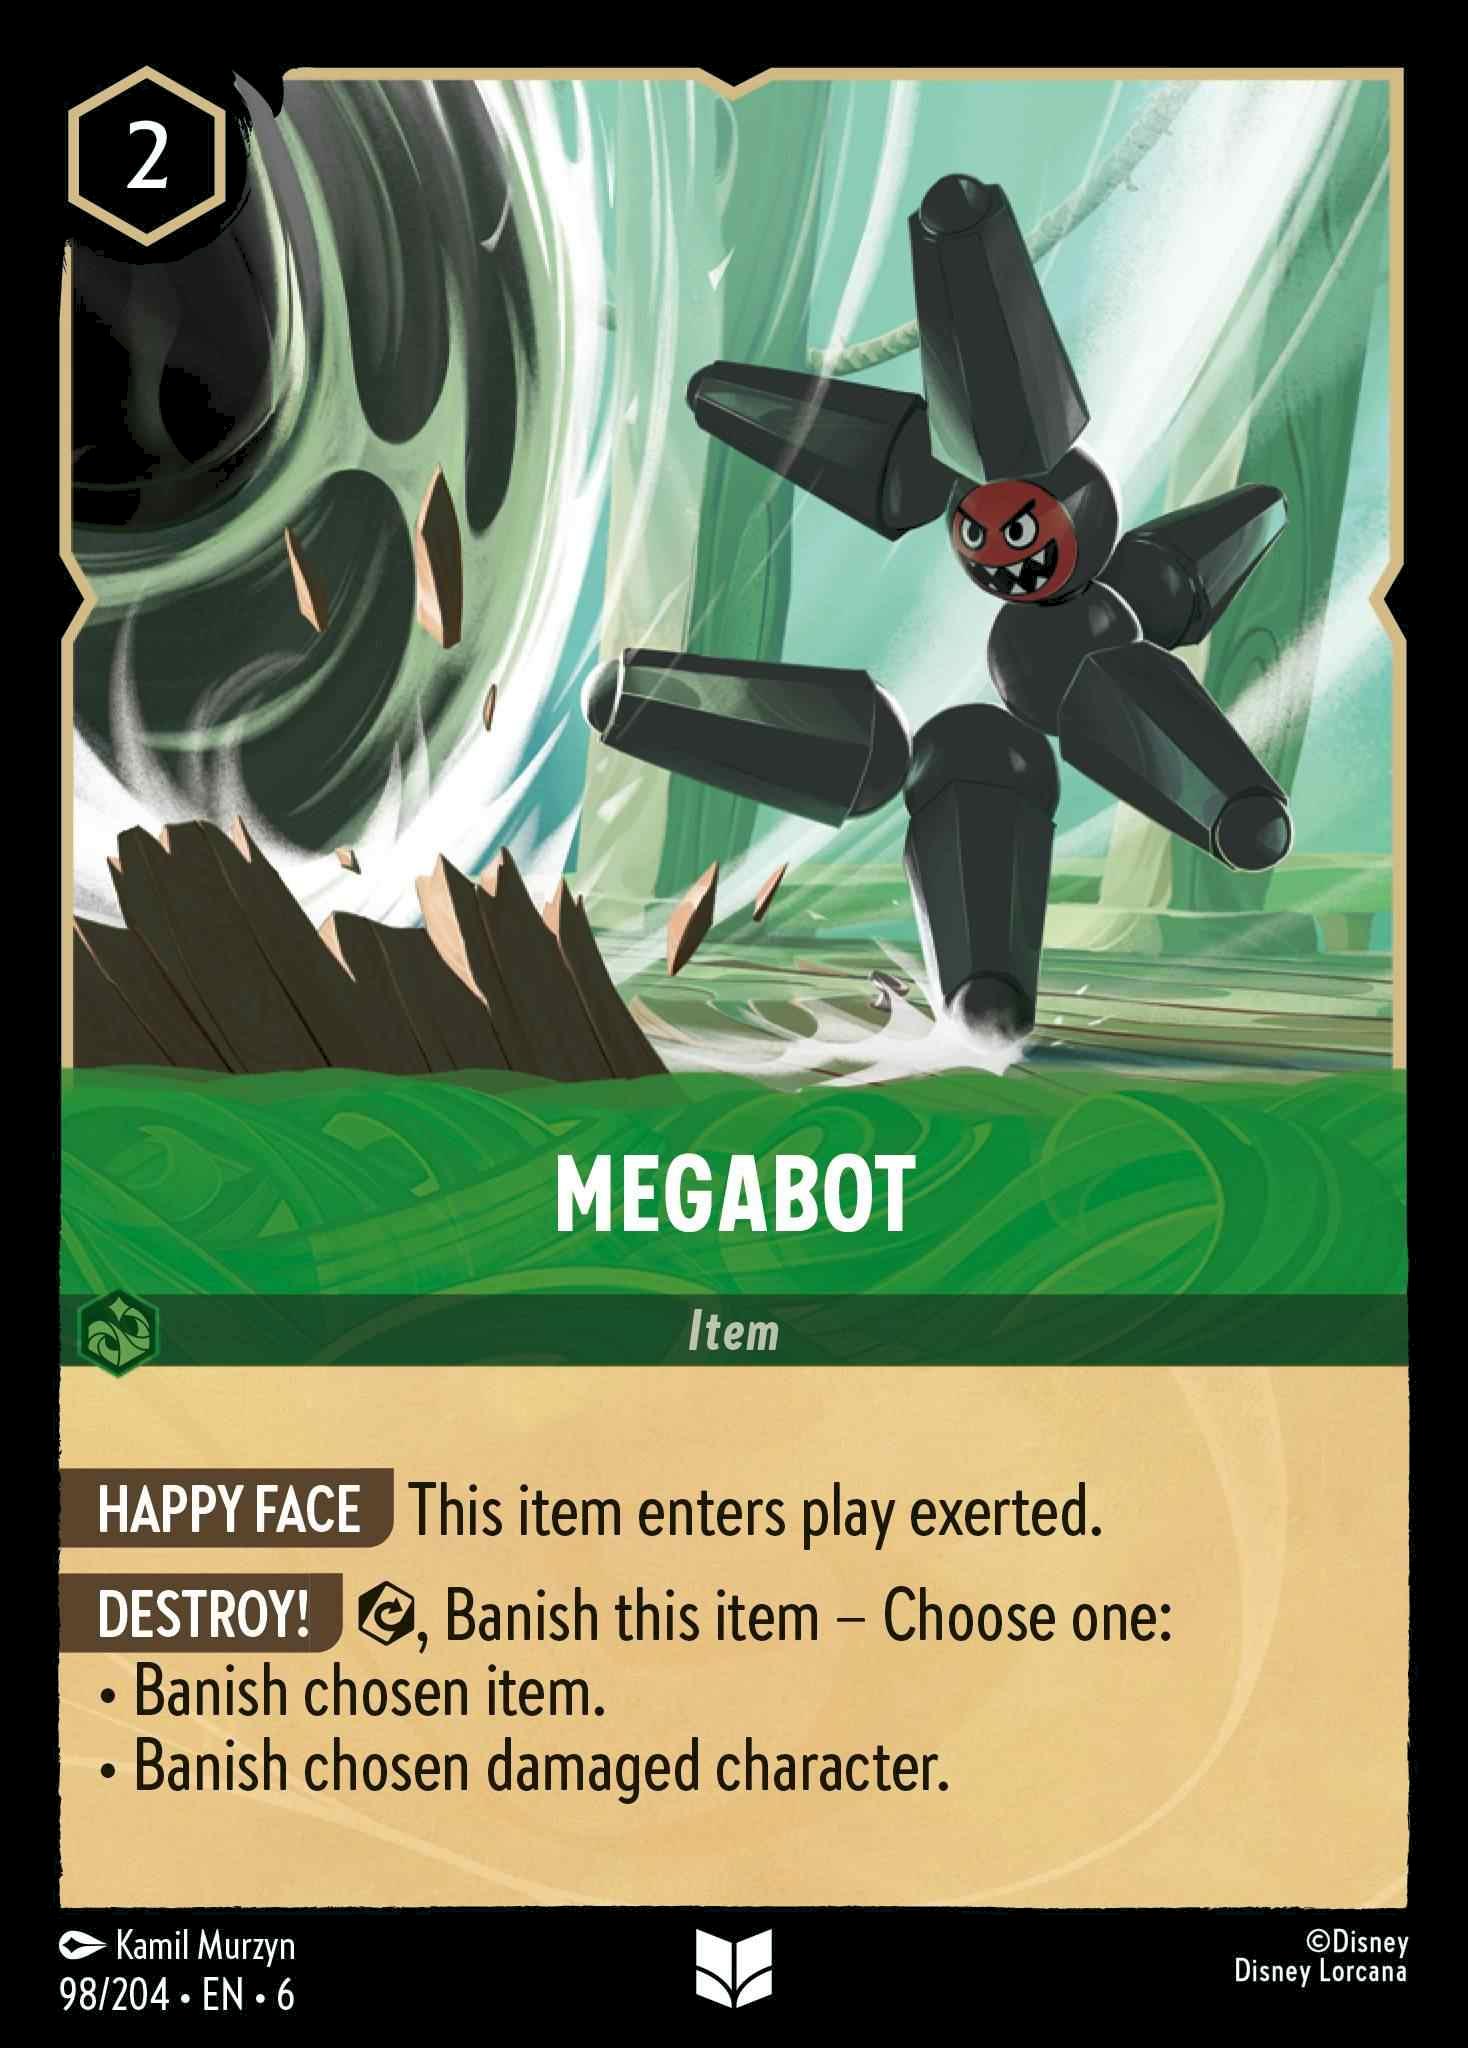 2
MEGABOT
Item
HAPPY FACE This item enters play exerted.
DESTROY! , Banish this item – Choose one:
• Banish chosen item.
• Banish chosen damaged character.
Kamil Murzyn
98/204 • EN • 6
©Disney
Disney Lorcana